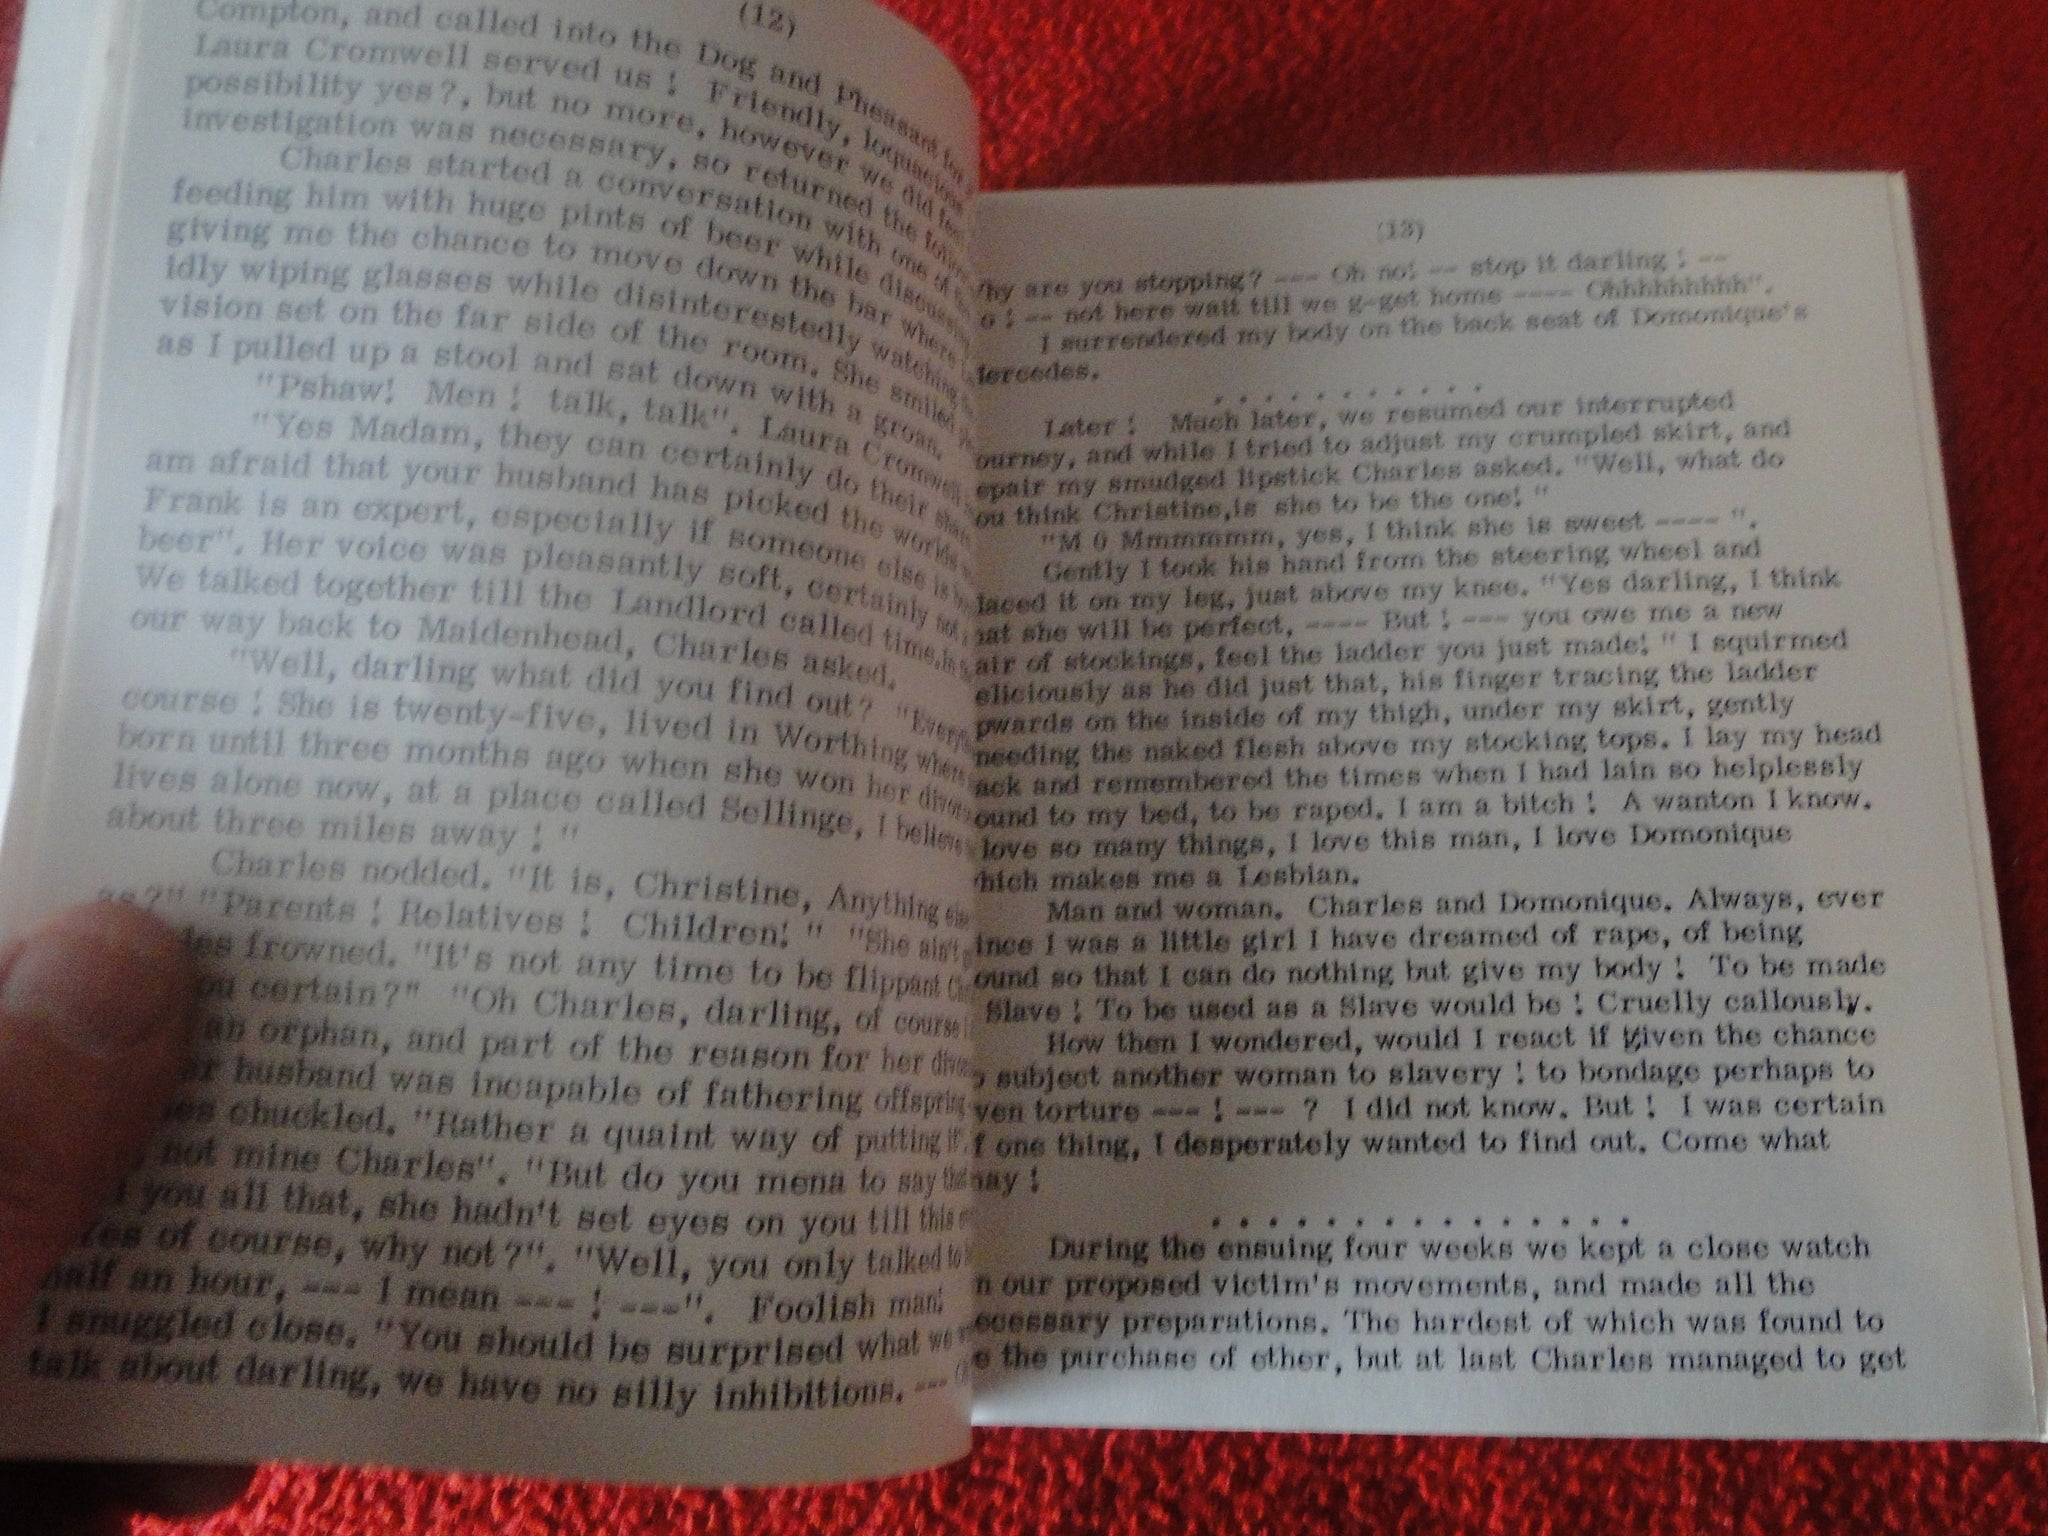 (12)
Compton, and called into the Dog and Pheasant for
Laura Cromwell served us ! Friendly, loquacious
possibility yes?, but no more, however we did feel
investigation was necessary, so returned the
Charles started a conversation with one of
feeding him with huge pints of beer while
giving me the chance to move down the bar where
idly wiping glasses while disinterestedly watching
vision set on the far side of the room. She smiled
as I pulled up a stool and sat down with a groan.
"Pshaw! Men ! talk, talk". Laura
"Yes Madam, they can certainly do their
am afraid that your husband has picked the worlds
Frank is an expert, especially if someone else is
beer". Her voice was pleasantly soft, certainly not
We talked together till the Landlord called time,
our way back to Maidenhead, Charles asked.
"Well, darling what did you find out?
course ! She is twenty-five, lived in Worthing where
born until three months ago when she won her
lives alone now, at a place called Sellinge, I believe
about three miles away ! "
Charles nodded. "It is, Christine, Anything
"Parents ! Relatives ! Children! " "She ain't
frowned. "It's not any time to be flippant
certain?" "Oh Charles, darling, of course
an orphan, and part of the reason for her
husband was incapable of fathering offspring
chuckled. "Rather a quaint way of putting
not mine Charles". "But do you mena to say
you all that, she hadn't set eyes on you till this
of course, why not?". "Well, you only talked to
half an hour, --- I mean --- ! ---". Foolish man!
I snuggled close. "You should be surprised what we
talk about darling, we have no silly inhibitions. ---
(13)
are you stopping? --- Oh no! -- stop it darling ! --
! -- not here wait till we g-get home ---- Ohhhhhhhhhh".
I surrendered my body on the back seat of Domonique's
ercedes.
. . . . . . . . . .
Later ! Much later, we resumed our interrupted
ourney, and while I tried to adjust my crumpled skirt, and
epair my smudged lipstick Charles asked. "Well, what do
ou think Christine,is she to be the one! "
Mmmmmm, yes, I think she is sweet ---- ".
Gently I took his hand from the steering wheel and
laced it on my leg, just above my knee. "Yes darling, I think
hat she will be perfect, ---- But ! --- you owe me a new
air of stockings, feel the ladder you just made! " I squirmed
eliciously as he did just that, his finger tracing the ladder
pwards on the inside of my thigh, under my skirt, gently
needing the naked flesh above my stocking tops. I lay my head
ack and remembered the times when I had lain so helplessly
ound to my bed, to be raped. I am a bitch ! A wanton I know.
love so many things, I love this man, I love Domonique
hich makes me a Lesbian.
Man and woman. Charles and Domonique. Always, ever
ince I was a little girl I have dreamed of rape, of being
ound so that I can do nothing but give my body ! To be made
Slave ! To be used as a Slave would be ! Cruelly callously.
How then I wondered, would I react if given the chance
subject another woman to slavery ! to bondage perhaps to
ven torture --- ! --- ? I did not know. But ! I was certain
f one thing, I desperately wanted to find out. Come what
ay !
. . . . . . . . . . . . . . .
During the ensuing four weeks we kept a close watch
n our proposed victim's movements, and made all the
ecessary preparations. The hardest of which was found to
e the purchase of ether, but at last Charles managed to get